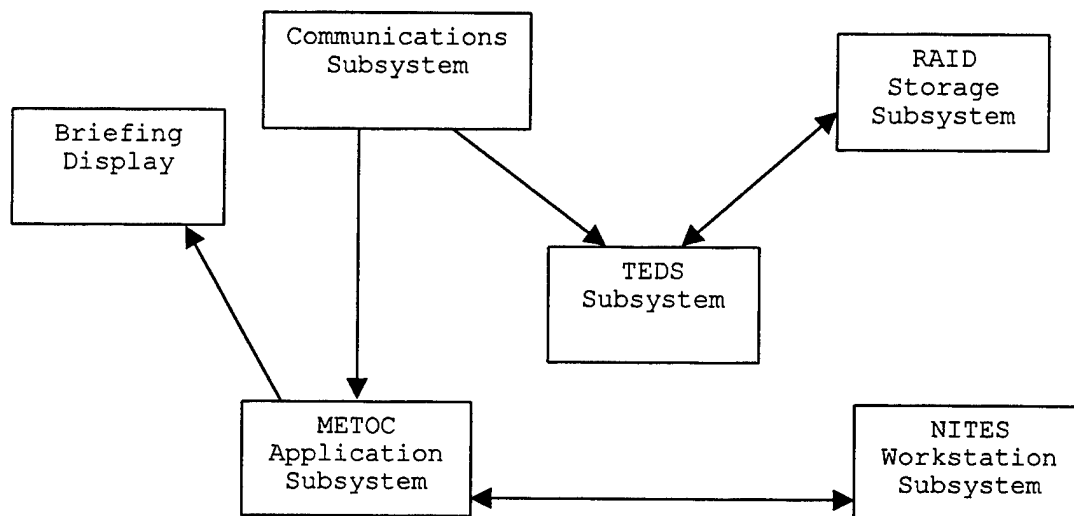 Communications
Subsystem
RAID
Storage
Subsystem
Briefing
Display
TEDS
Subsystem
METOC
Application
Subsystem
NITES
Workstation
Subsystem